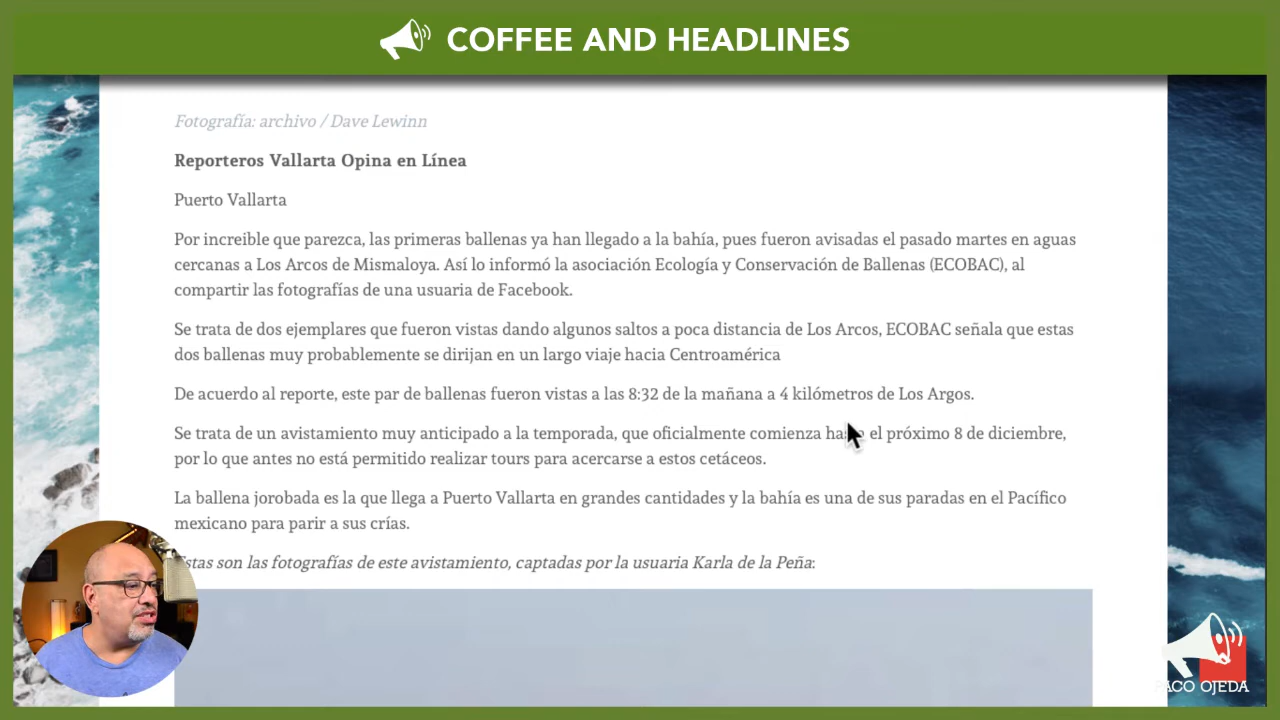 COFFEE AND HEADLINES
Fotografía: archivo / Dave Lewinn
Reporteros Vallarta Opina en Línea
Puerto Vallarta
Por increible que parezca, las primeras ballenas ya han llegado a la bahía, pues fueron avisadas el pasado martes en aguas
cercanas a Los Arcos de Mismaloya. Así lo informó la asociación Ecología y Conservación de Ballenas (ECOBAC), al
compartir las fotografías de una usuaria de Facebook.
Se trata de dos ejemplares que fueron vistas dando algunos saltos a poca distancia de Los Arcos, ECOBAC señala que estas
dos ballenas muy probablemente se dirijan en un largo viaje hacia Centroamérica
De acuerdo al reporte, este par de ballenas fueron vistas a las 8:32 de la mañana a 4 kilómetros de Los Argos.
Se trata de un avistamiento muy anticipado a la temporada, que oficialmente comienza el próximo 8 de diciembre,
por lo que antes no está permitido realizar tours para acercarse a estos cetáceos.
La ballena jorobada es la que llega a Puerto Vallarta en grandes cantidades y la bahía es una de sus paradas en el Pacífico
mexicano para parir a sus crías.
Estas son las fotografías de este avistamiento, captadas por la usuaria Karla de la Peña:
PACO OJEDA